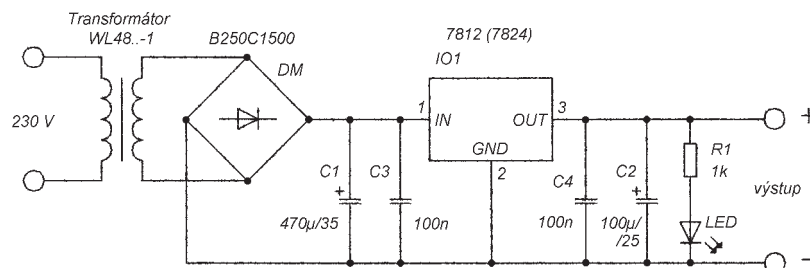 Transformátor
WL48..-1
B250C1500
DM
7812 (7824)
IO1
230 V
1
IN
OUT
3
GND
2
C1
+
470µ/35
C3
100n
C4
100n
C2
+
100µ/
/25
R1
1k
LED
+
výstup
−